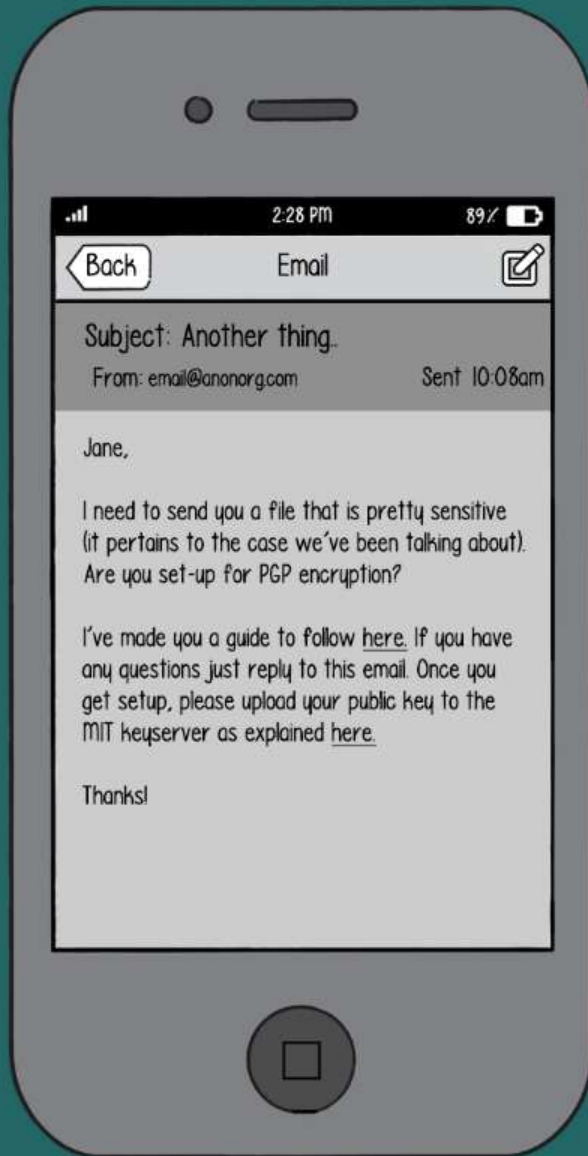 2:28 PM
89%
Back
Email
Subject: Another thing..
From: email@anonorg.com
Sent 10:08am
Jane,
I need to send you a file that is pretty sensitive
(it pertains to the case we've been talking about).
Are you set-up for PGP encryption?
I've made you a guide to follow here. If you have
any questions just reply to this email. Once you
get setup, please upload your public key to the
MIT keyserver as explained here.
Thanks!